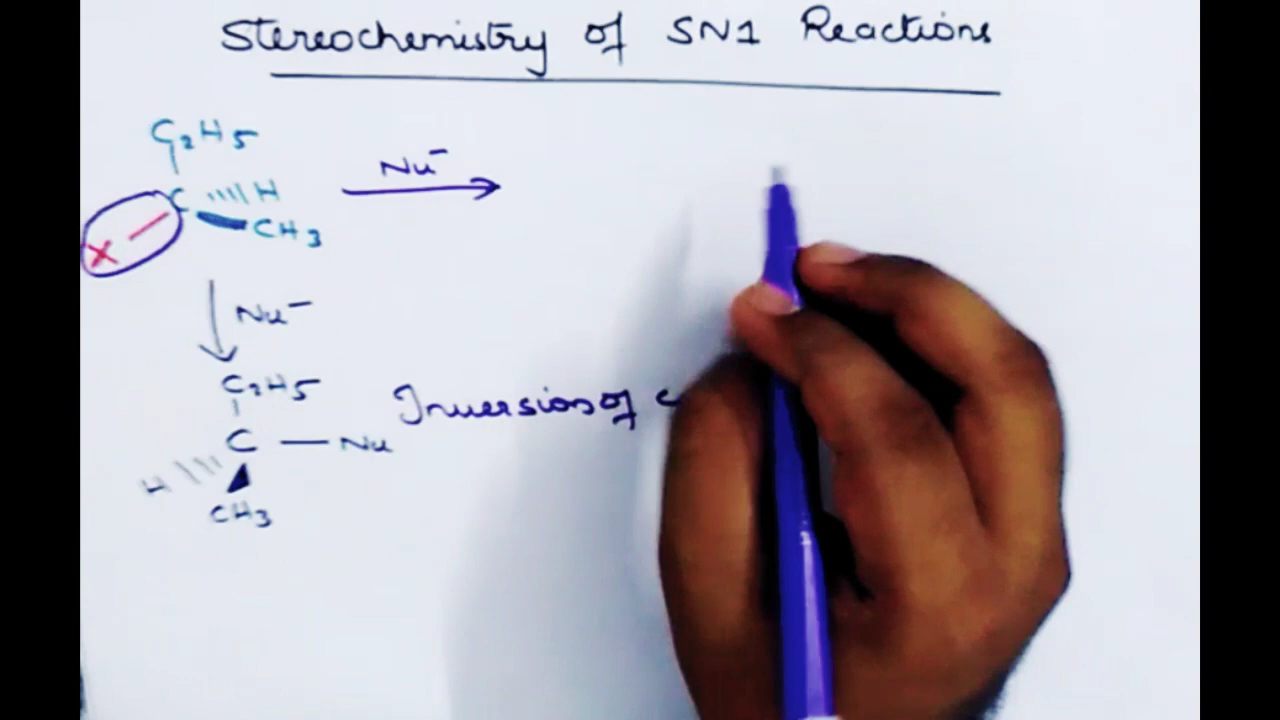 Stereochemistry of SN1 Reactions
C2H5
C H
X CH3
Nu-
Nu-
C2H5
Inversion of
C — Nu
H
CH3